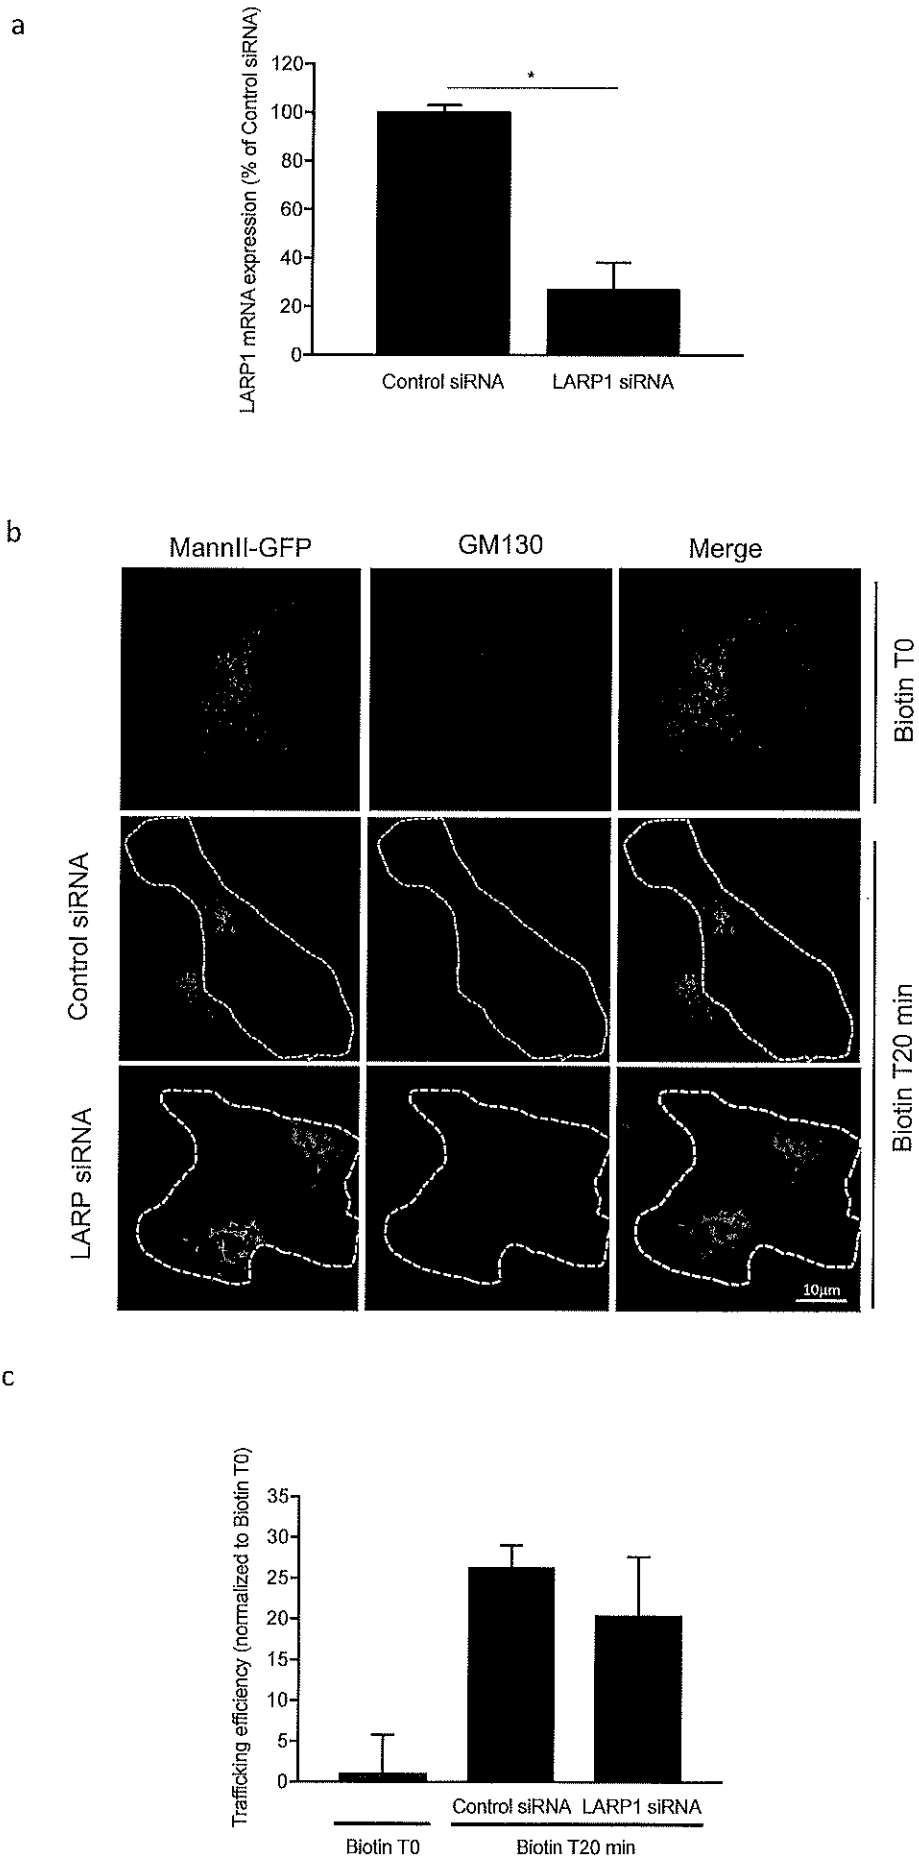 a
LARP1 mRNA expression (% of Control siRNA)
120
100
80
60
40
20
0
*
Control siRNA LARP1 siRNA
b
MannII-GFP GM130 Merge
Biotin T0
Control siRNA
LARP siRNA
Biotin T20 min
10µm
c
Trafficking efficiency (normalized to Biotin T0)
35
30
25
20
15
10
5
0
Control siRNA LARP1 siRNA
Biotin T0 Biotin T20 min